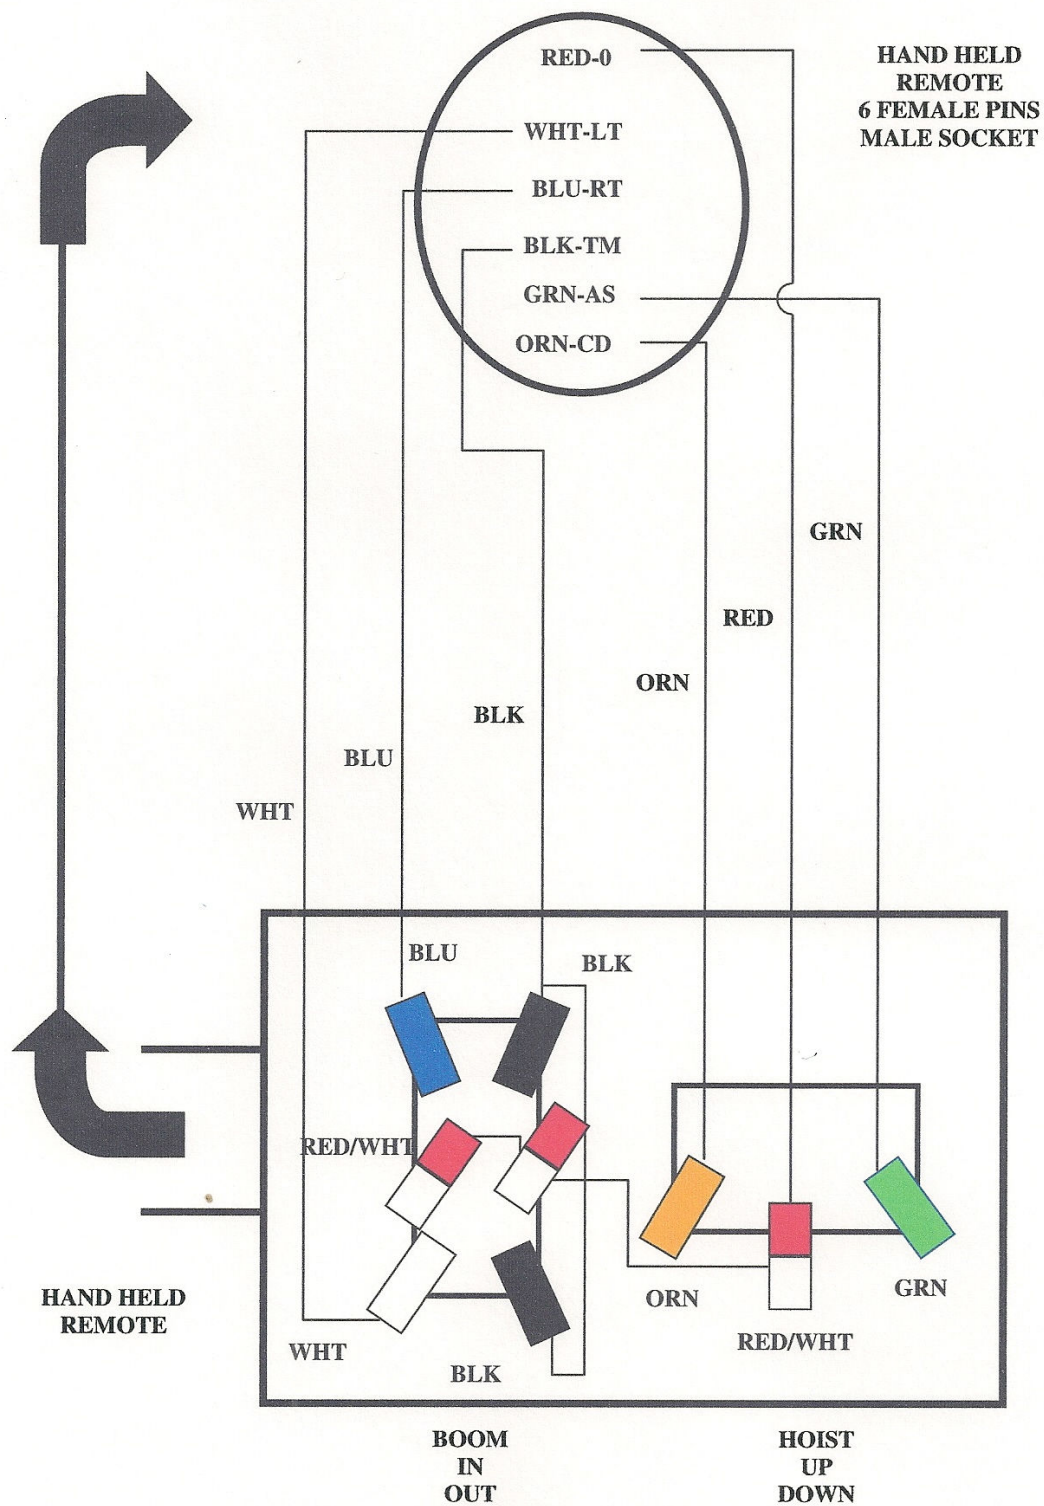 RED-0
HAND HELD
REMOTE
6 FEMALE PINS
MALE SOCKET
WHT-LT
BLU-RT
BLK-TM
GRN-AS
ORN-CD
GRN
RED
ORN
BLK
BLU
WHT
BLU
BLK
RED/WHT
HAND HELD
REMOTE
ORN
GRN
RED/WHT
WHT
BLK
BOOM
IN
OUT
HOIST
UP
DOWN